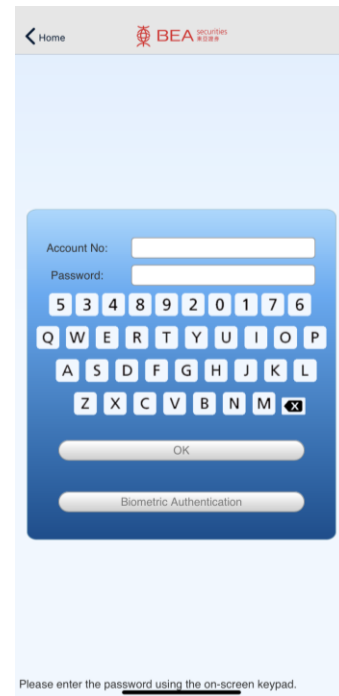 Home
BEA securities 東亞證券
Account No:
Password:
5 3 4 8 9 2 0 1 7 6
Q W E R T Y U I O P
A S D F G H J K L
Z X C V B N M
OK
Biometric Authentication
Please enter the password using the on-screen keypad.